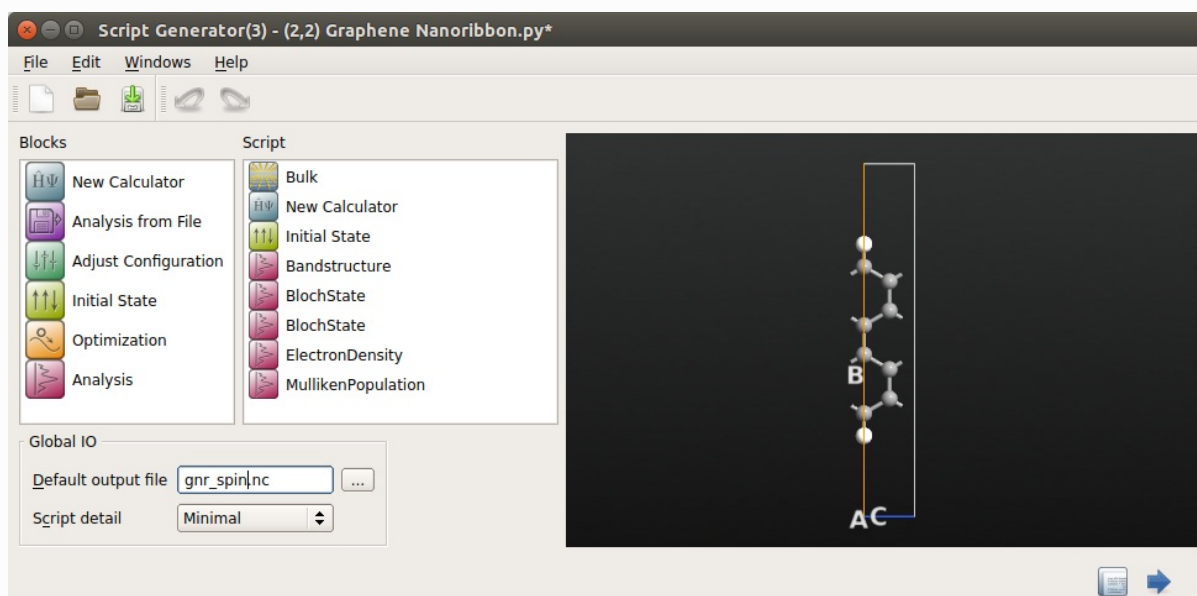 Script Generator(3) - (2,2) Graphene Nanoribbon.py*
File Edit Windows Help
Blocks
ĤΨ New Calculator
Analysis from File
Adjust Configuration
Initial State
Optimization
Analysis
Script
Bulk
ĤΨ New Calculator
Initial State
Bandstructure
BlochState
BlochState
ElectronDensity
MullikenPopulation
B
A C
Global IO
Default output file gnr_spin.nc ...
Script detail Minimal